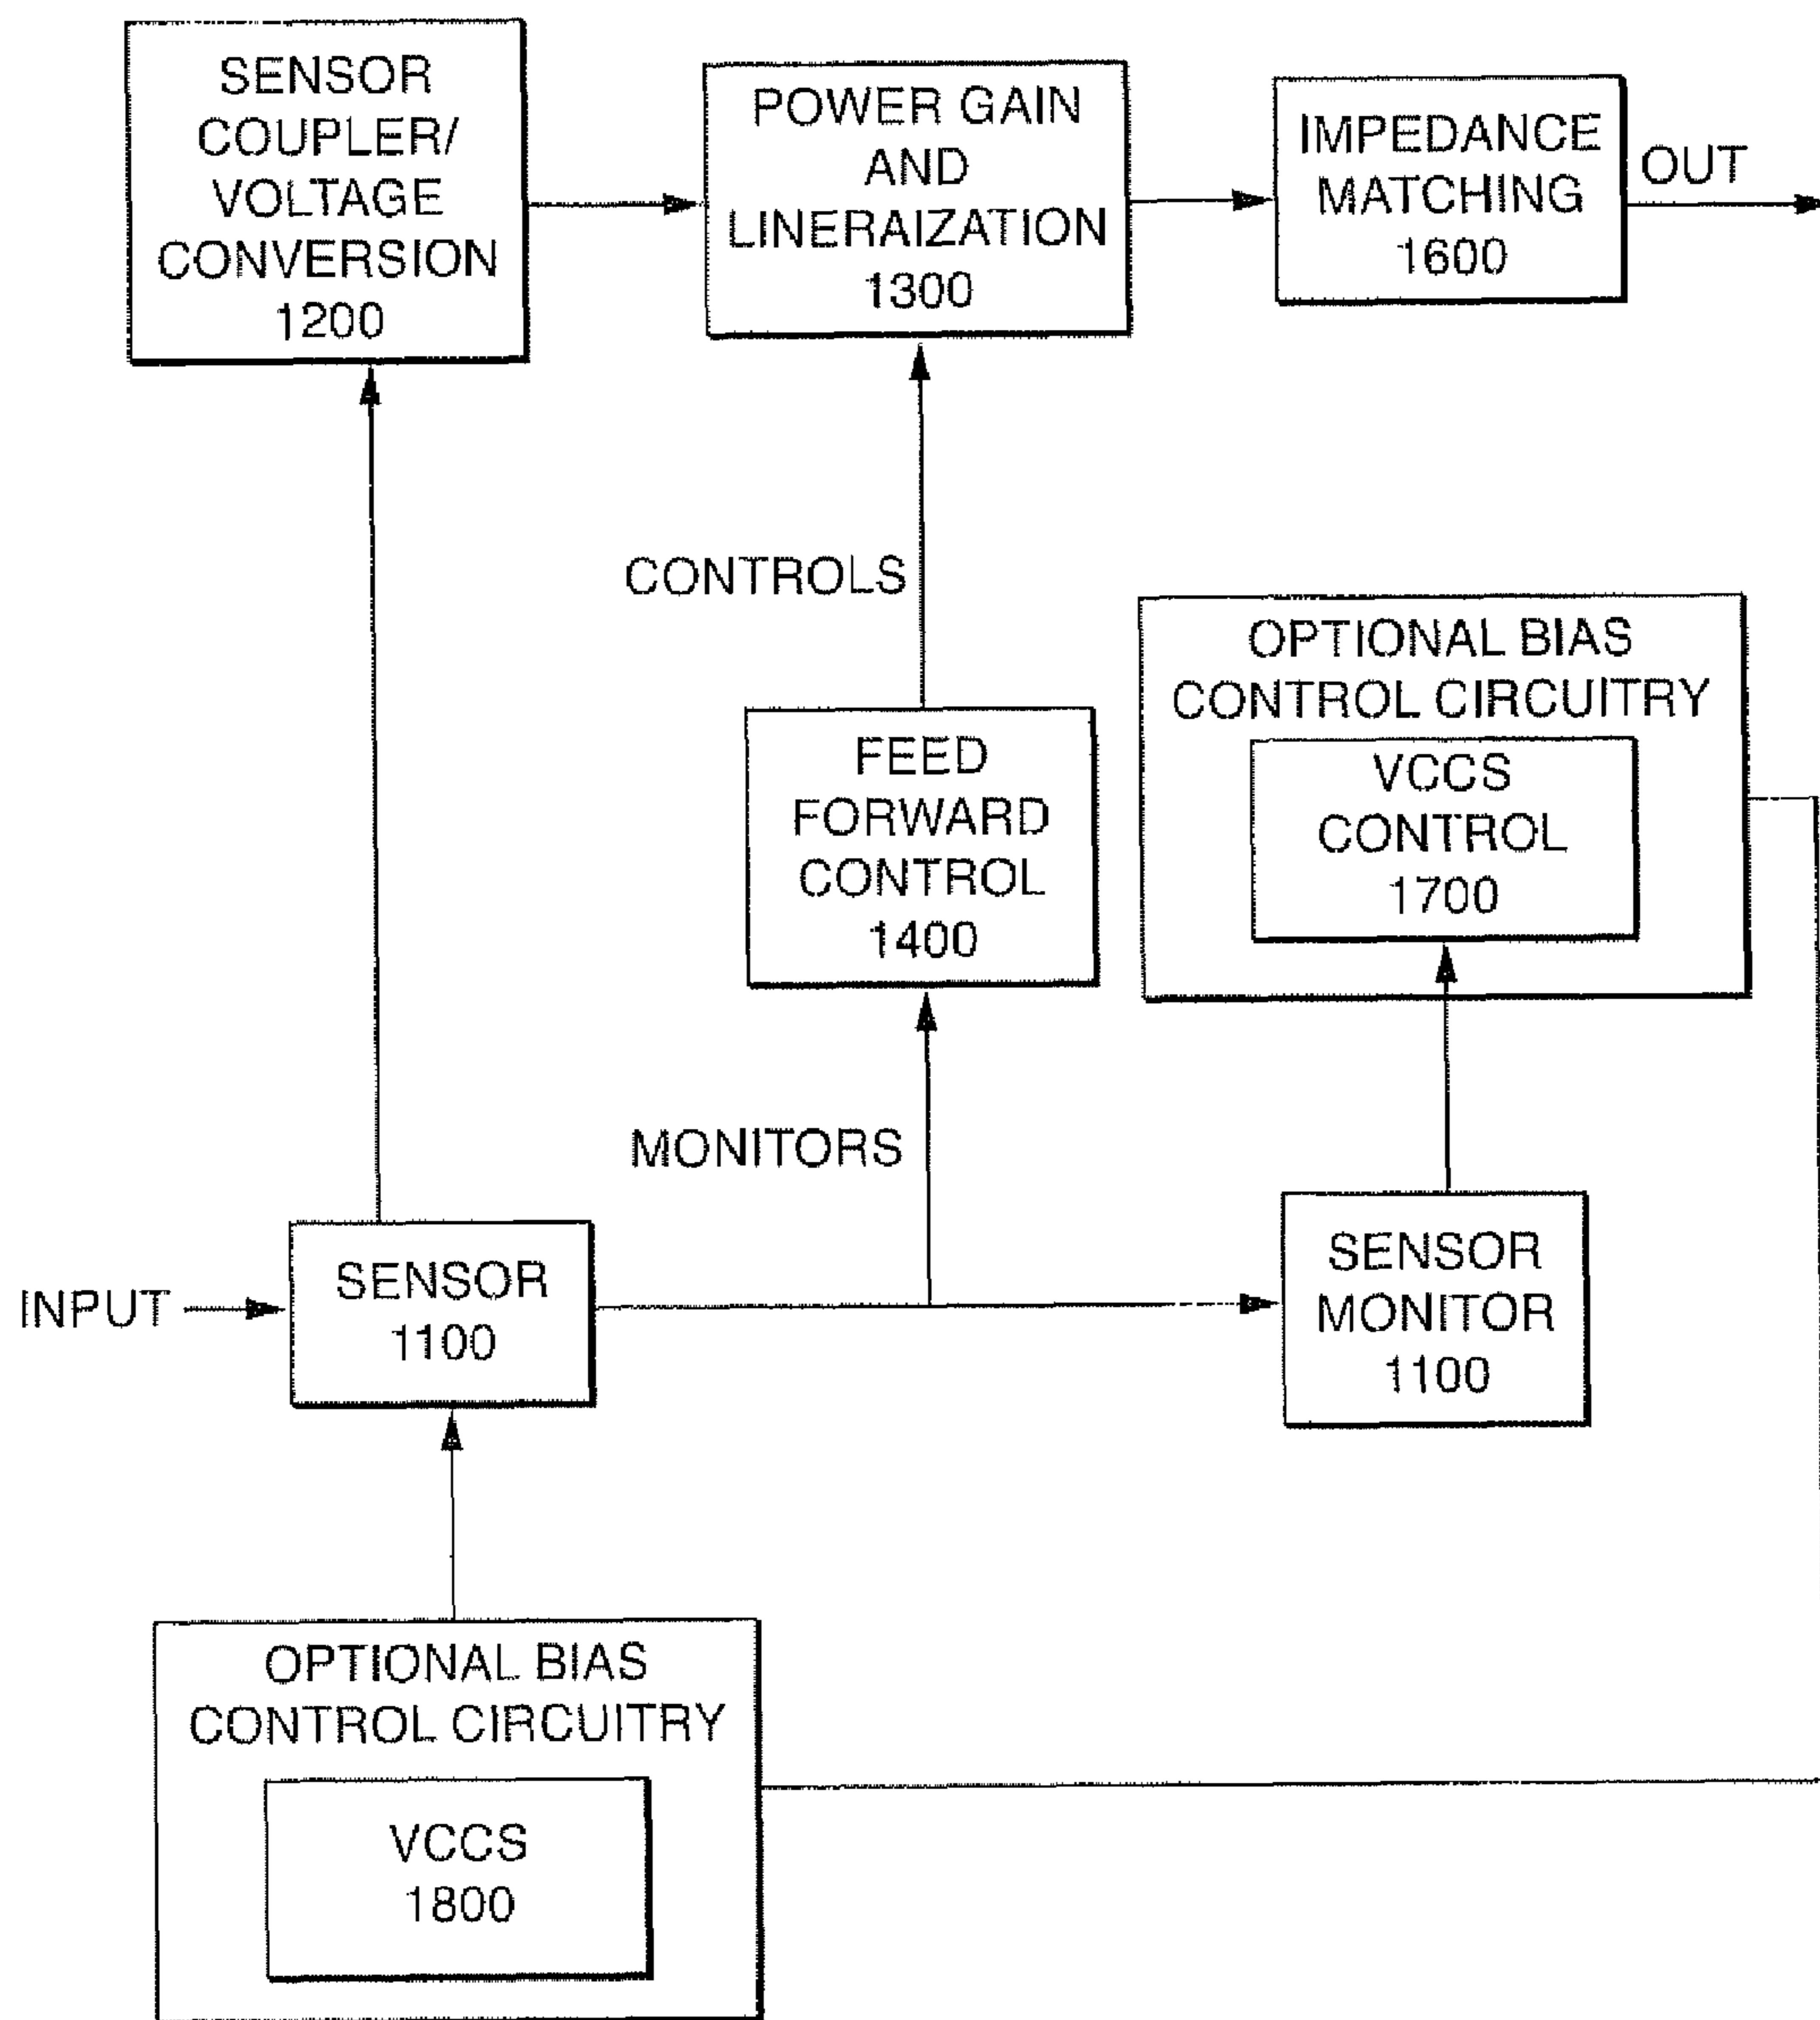 SENSOR
COUPLER/
VOLTAGE
CONVERSION
1200
POWER GAIN
AND
LINERAIZATION
1300
IMPEDANCE
MATCHING
1600
OUT
CONTROLS
OPTIONAL BIAS
CONTROL CIRCUITRY
VCCS
CONTROL
1700
FEED
FORWARD
CONTROL
1400
MONITORS
INPUT
SENSOR
1100
SENSOR
MONITOR
1100
OPTIONAL BIAS
CONTROL CIRCUITRY
VCCS
1800